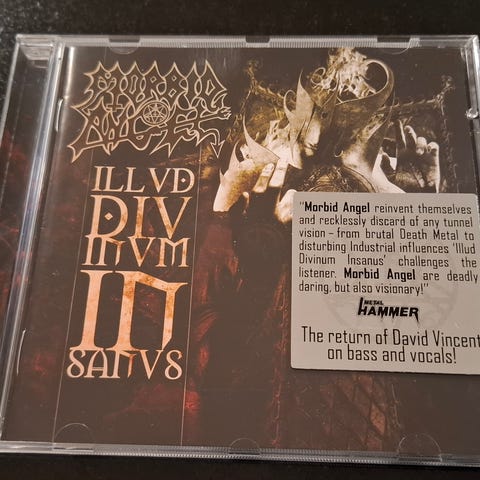 MORBID
ANGEL
ILLVD
DIV
INVM
IN
SANVS
"Morbid Angel reinvent themselves
and recklessly discard of any tunnel
vision – from brutal Death Metal to
disturbing Industrial influences 'Illud
Divinum Insanus' challenges the
listener. Morbid Angel are deadly
daring, but also visionary!"
METAL
HAMMER
The return of David Vincent
on bass and vocals!